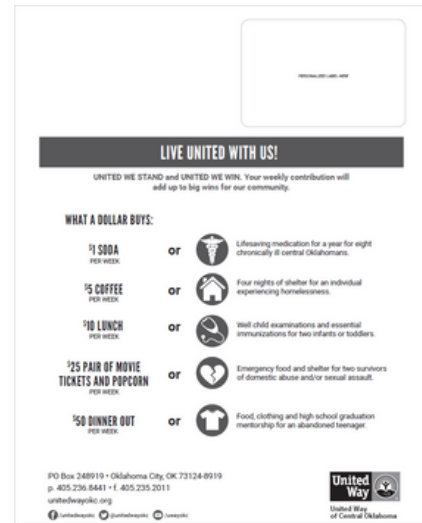 PERSONALIZED LABEL HERE
LIVE UNITED WITH US!
UNITED WE STAND and UNITED WE WIN. Your weekly contribution will
add up to big wins for our community.
WHAT A DOLLAR BUYS:
$1 SODA
PER WEEK
or
Lifesaving medication for a year for eight
chronically ill central Oklahomans.
$5 COFFEE
PER WEEK
or
Four nights of shelter for an individual
experiencing homelessness.
$10 LUNCH
PER WEEK
or
Well child examinations and essential
immunizations for two infants or toddlers.
$25 PAIR OF MOVIE
TICKETS AND POPCORN
PER WEEK
or
Emergency food and shelter for two survivors
of domestic abuse and/or sexual assault.
$50 DINNER OUT
PER WEEK
or
Food, clothing and high school graduation
mentorship for an abandoned teenager.
PO Box 248919 • Oklahoma City, OK 73124-8919
p. 405.236.8441 • f. 405.235.2011
unitedwayokc.org
/unitedwayokc @unitedwayokc /uwayokc
United
Way
United Way
of Central Oklahoma